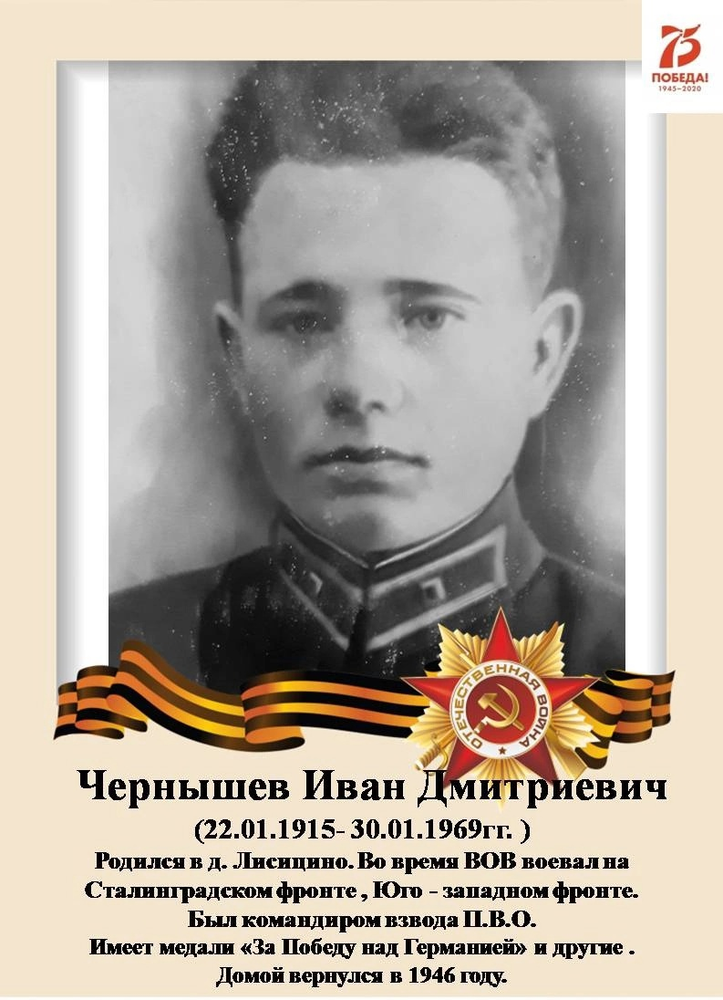 75
ПОБЕДА!
1945–2020
ОТЕЧЕСТВЕННАЯ ВОЙНА
Чернышев Иван Дмитриевич
(22.01.1915- 30.01.1969гг. )
Родился в д. Лисицино. Во время ВОВ воевал на
Сталинградском фронте , Юго - западном фронте.
Был командиром взвода П.В.О.
Имеет медали «За Победу над Германией» и другие .
Домой вернулся в 1946 году.